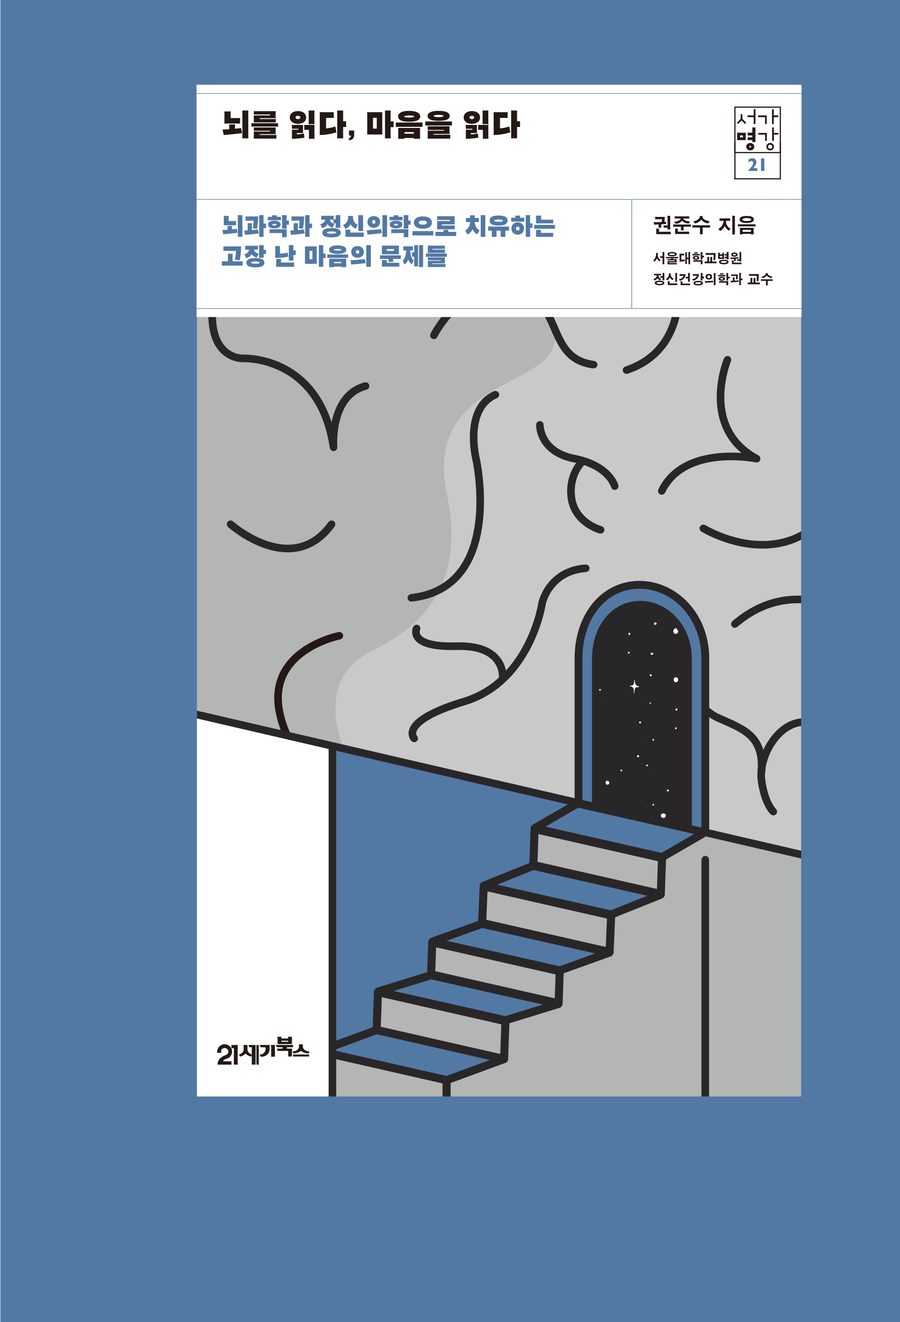 뇌를 읽다, 마음을 읽다
서가
명강
21
뇌과학과 정신의학으로 치유하는
고장 난 마음의 문제들
권준수 지음
서울대학교병원
정신건강의학과 교수
21세기북스